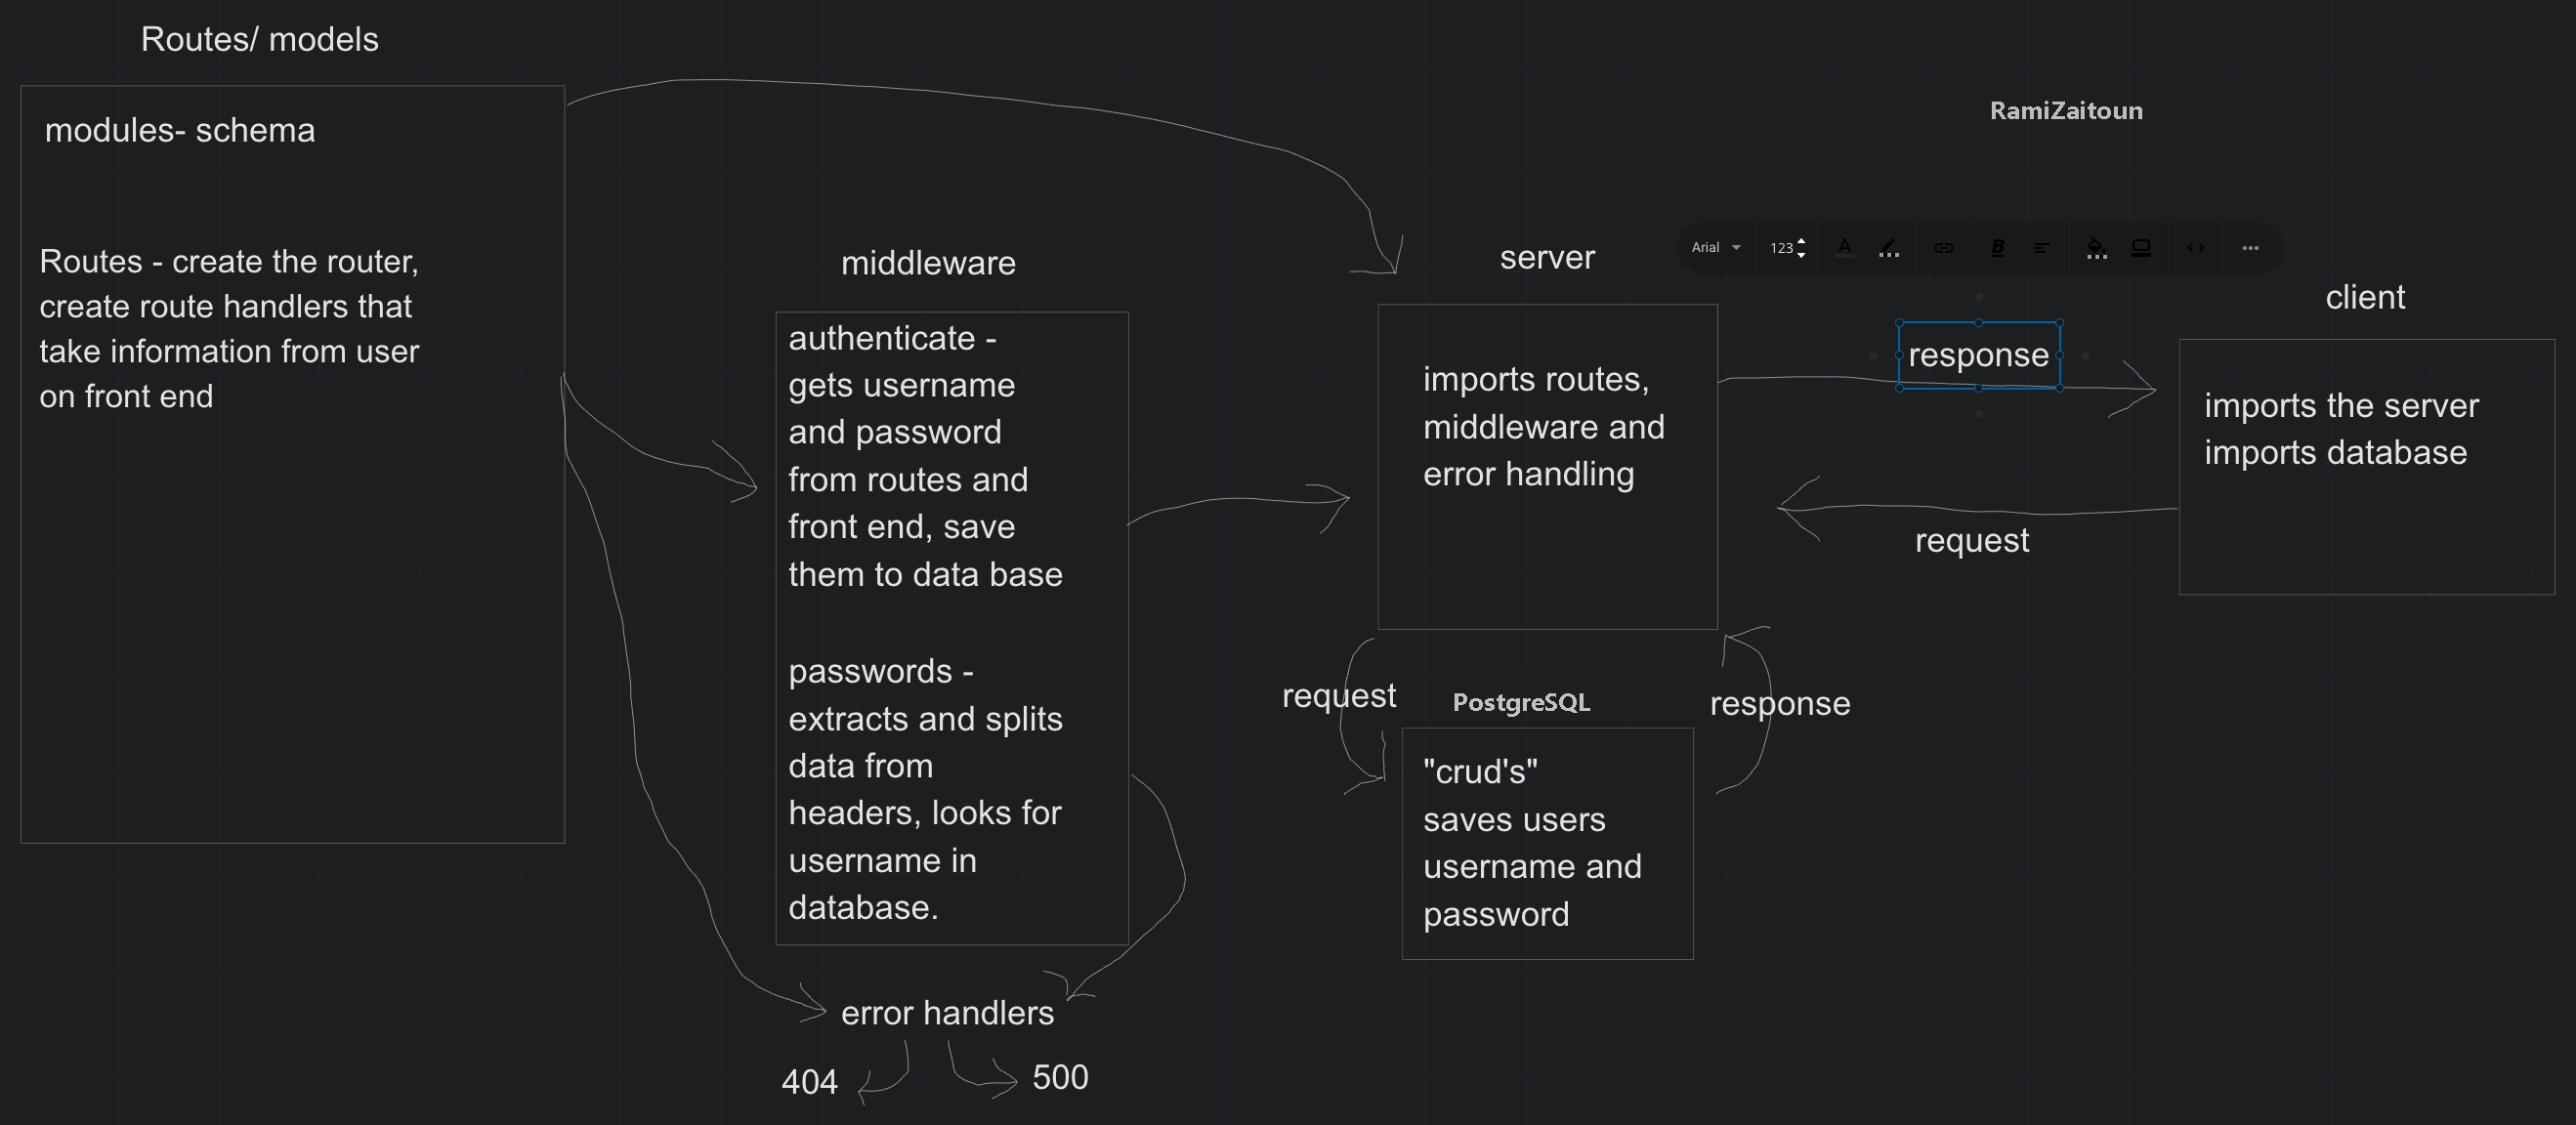 Routes/ models
modules- schema
Routes - create the router,
create route handlers that
take information from user
on front end
middleware
authenticate -
gets username
and password
from routes and
front end, save
them to data base
passwords -
extracts and splits
data from
headers, looks for
username in
database.
error handlers
404
500
server
imports routes,
middleware and
error handling
request
PostgreSQL
response
"crud's"
saves users
username and
password
RamiZaitoun
Arial
123
A
B
response
request
client
imports the server
imports database